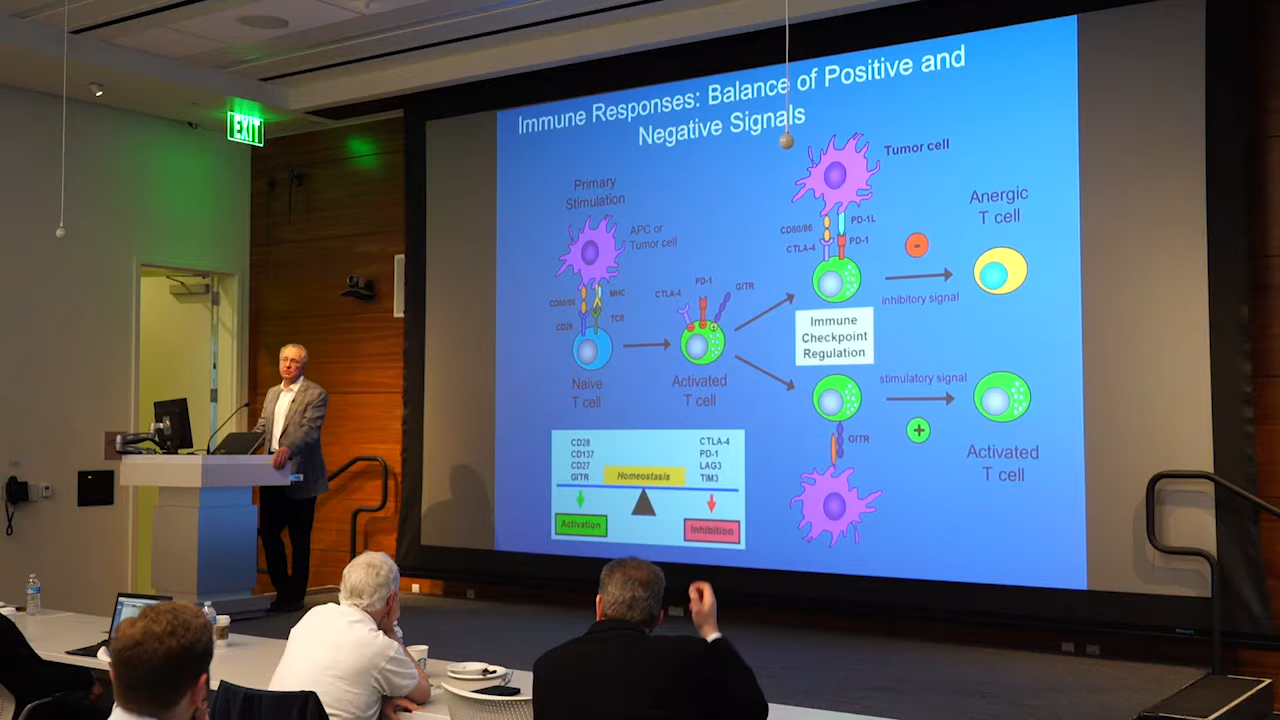 EXIT
Immune Responses: Balance of Positive and
Negative Signals
Primary
Stimulation
APC or
Tumor cell
CD80/86
MHC
CD28
TCR
Naive
T cell
CTLA-4
PD-1
GITR
Activated
T cell
Tumor cell
CD80/86
PD-1L
CTLA-4
PD-1
-
inhibitory signal
Anergic
T cell
Immune
Checkpoint
Regulation
stimulatory signal
+
GITR
Activated
T cell
CD28
CD137
CD27
GITR
Homeostasis
CTLA-4
PD-1
LAG3
TIM3
Activation
Inhibition